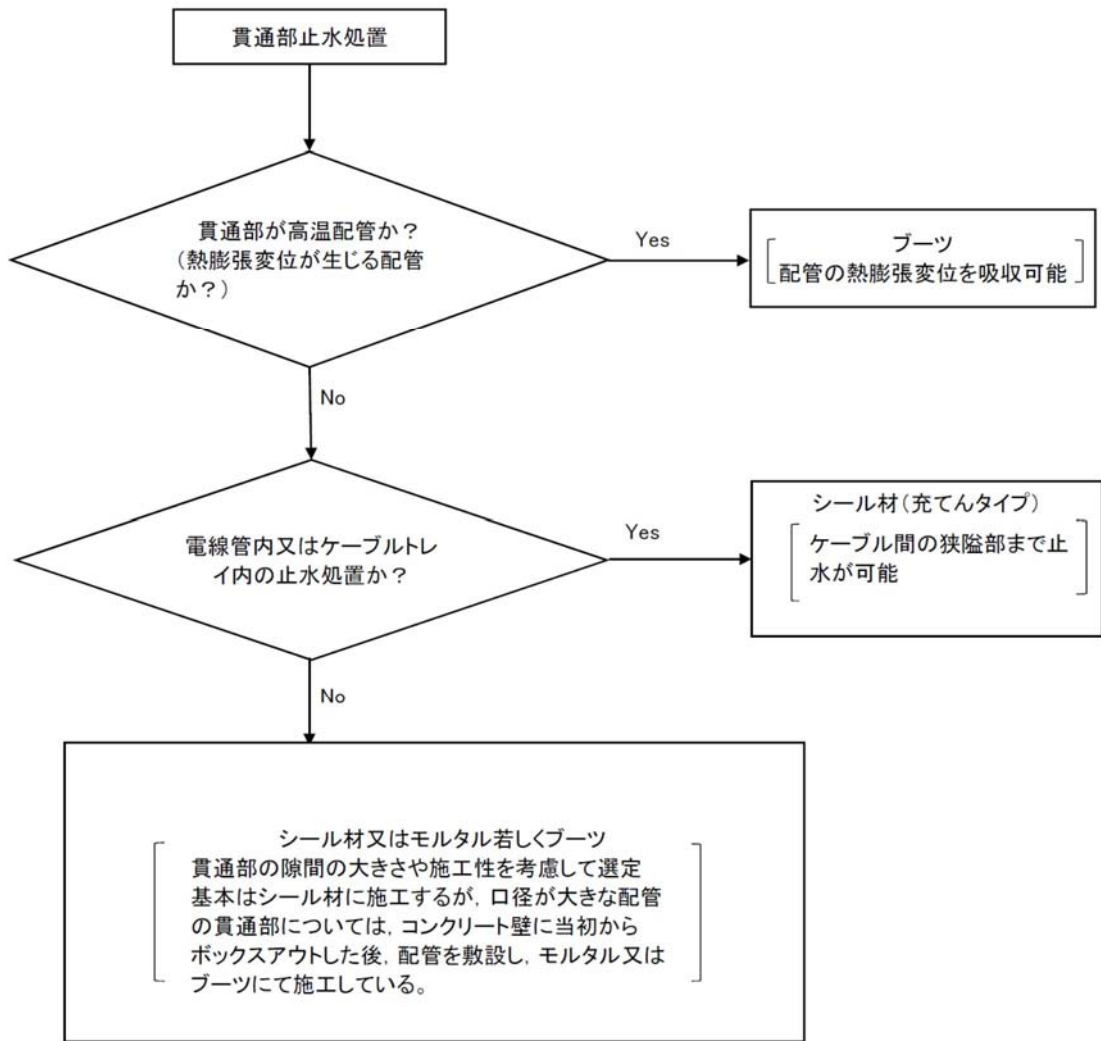 貫通部止水処置
貫通部が高温配管か？
（熱膨張変位が生じる配管
か？）
Yes
ブーツ
配管の熱膨張変位を吸収可能
No
電線管内又はケーブルトレ
イ内の止水処置か？
Yes
シール材（充てんタイプ）
ケーブル間の狭隘部まで止
水が可能
No
シール材又はモルタル若しくブーツ
貫通部の隙間の大きさや施工性を考慮して選定
基本はシール材に施工するが，口径が大きな配管
の貫通部については，コンクリート壁に当初から
ボックスアウトした後，配管を敷設し，モルタル又は
ブーツにて施工している。